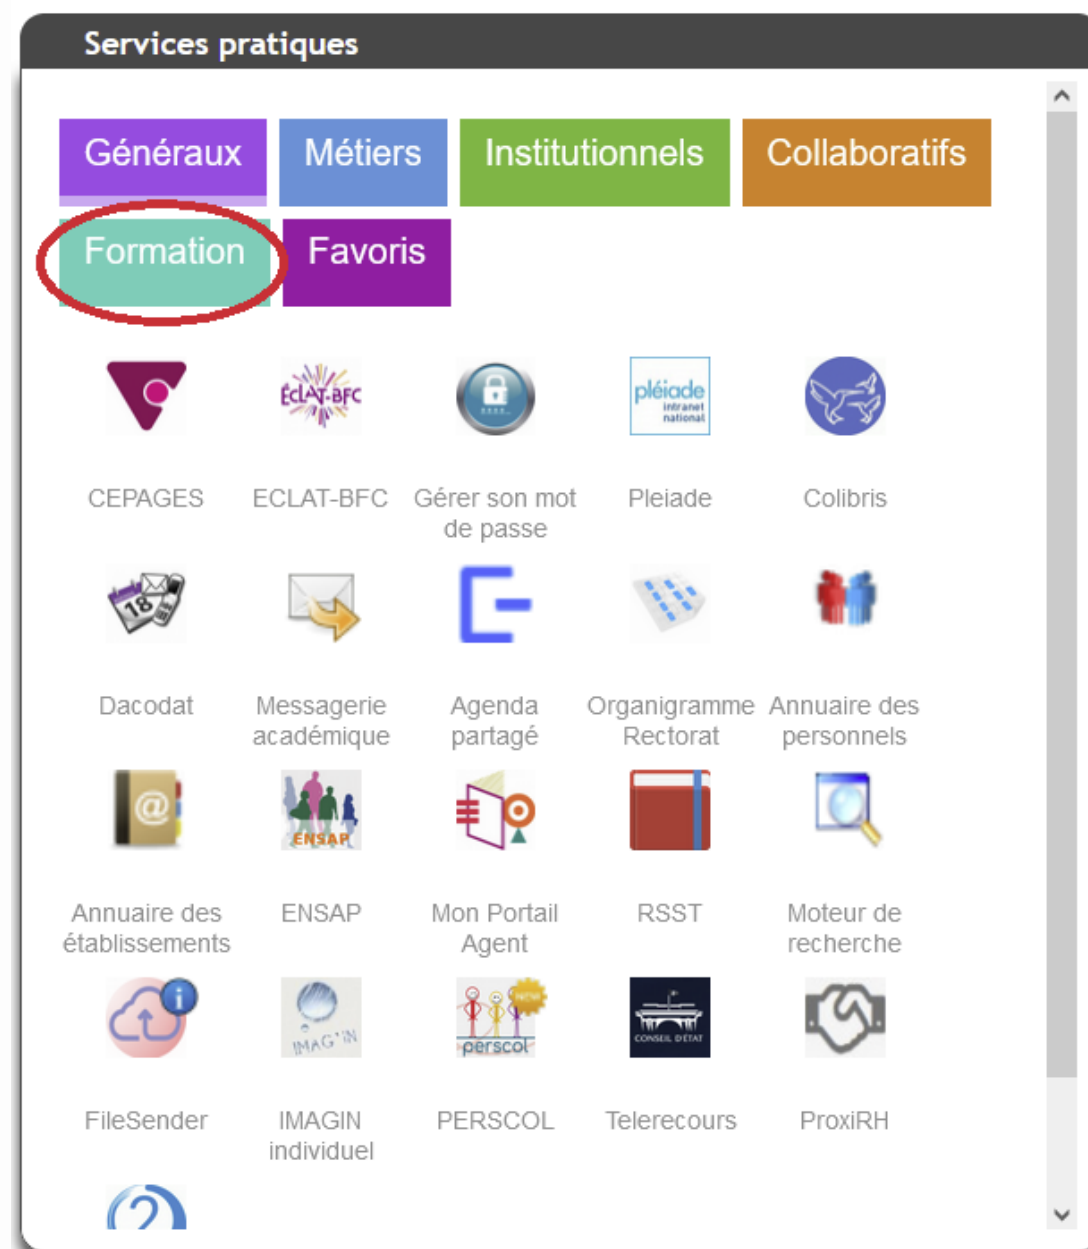 Services pratiques
Généraux Métiers Institutionnels Collaboratifs
Formation Favoris
ÉCLAT-BFC
pléiade
intranet
national
CEPAGES ECLAT-BFC Gérer son mot Pleiade Colibris
de passe
18
Dacodat Messagerie Agenda Organigramme Annuaire des
académique partagé Rectorat personnels
@
ENSAP
Annuaire des ENSAP Mon Portail RSST Moteur de
établissements Agent recherche
i
NEW
IMAG'IN
perscol
CONSEIL D'ÉTAT
FileSender IMAGIN PERSCOL Telerecours ProxiRH
individuel
?